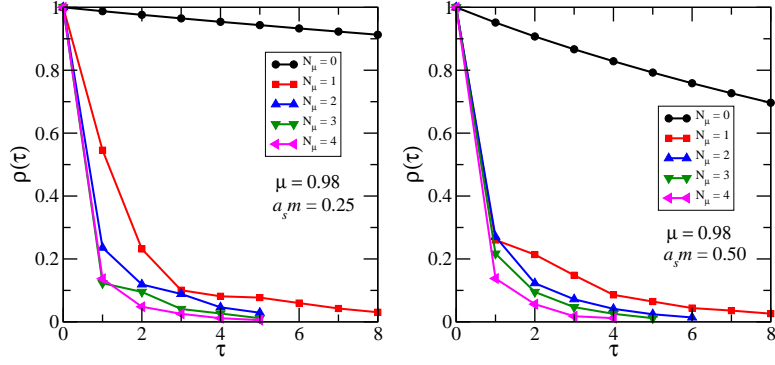 1
0.8
0.6
0.4
0.2
0
ρ(τ)
0 2 4 6 8
τ
N_μ = 0
N_μ = 1
N_μ = 2
N_μ = 3
N_μ = 4
μ = 0.98
a_s m = 0.25
1
0.8
0.6
0.4
0.2
0
ρ(τ)
0 2 4 6 8
τ
N_μ = 0
N_μ = 1
N_μ = 2
N_μ = 3
N_μ = 4
μ = 0.98
a_s m = 0.50